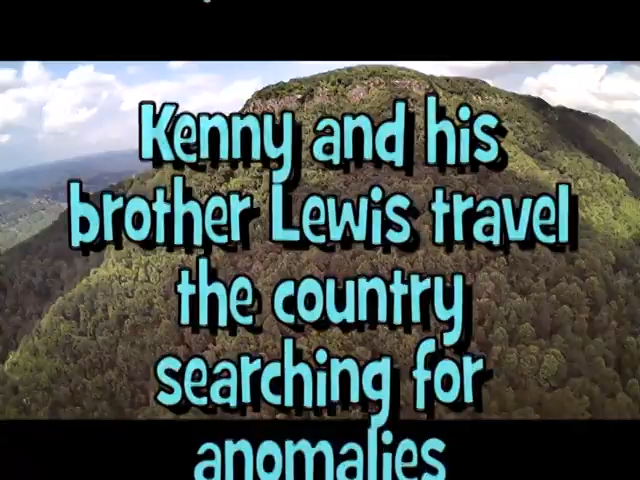 Kenny and his
brother Lewis travel
the country
searching for
anomalies